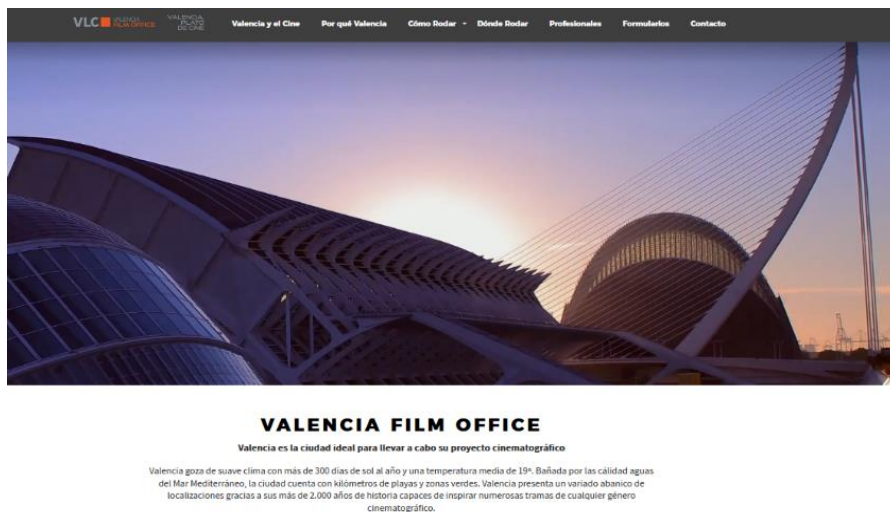 VLC VALENCIA FILM OFFICE
VALENCIA, PLATÓ DE CINE
Valencia y el Cine Por qué Valencia Cómo Rodar Dónde Rodar Profesionales Formularios Contacto
VALENCIA FILM OFFICE
Valencia es la ciudad ideal para llevar a cabo su proyecto cinematográfico
Valencia goza de suave clima con más de 300 días de sol al año y una temperatura media de 19º. Bañada por las cálidad aguas
del Mar Mediterráneo, la ciudad cuenta con kilómetros de playas y zonas verdes. Valencia presenta un variado abanico de
localizaciones gracias a sus más de 2.000 años de historia capaces de inspirar numerosas tramas de cualquier género
cinematográfico.